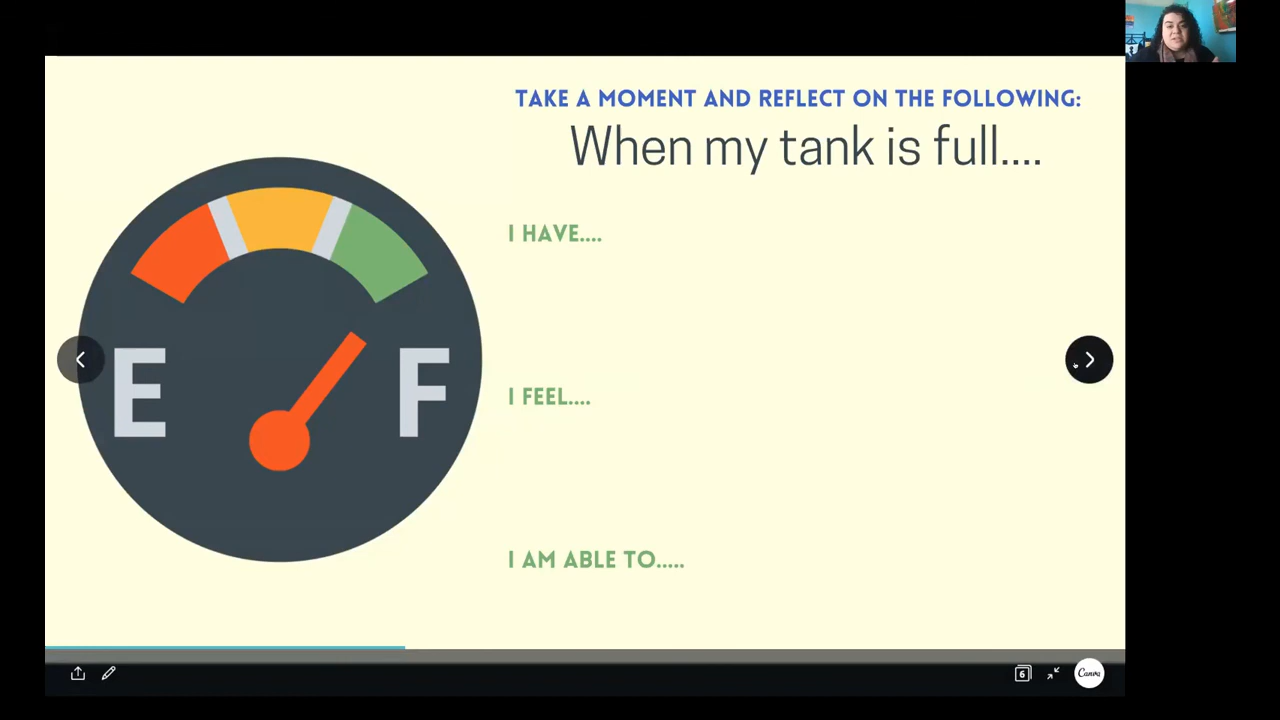 TAKE A MOMENT AND REFLECT ON THE FOLLOWING:
When my tank is full....
I HAVE....
E
F
I FEEL....
I AM ABLE TO.....
6
Canva